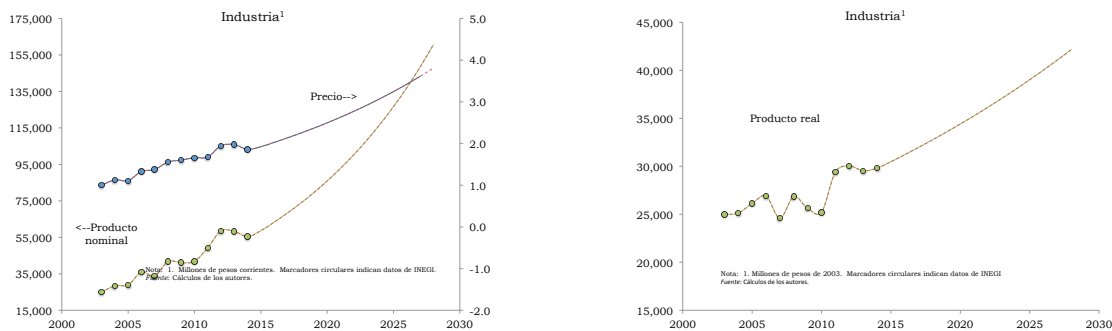 Industria¹
175,000
155,000
135,000
115,000
95,000
75,000
55,000
35,000
15,000
5.0
4.0
3.0
2.0
1.0
0.0
-1.0
-2.0
Precio-->
<--Producto
nominal
Nota: 1. Millones de pesos corrientes. Marcadores circulares indican datos de INEGI.
Fuente: Cálculos de los autores.
2000 2005 2010 2015 2020 2025 2030
Industria¹
45,000
40,000
35,000
30,000
25,000
20,000
15,000
Producto real
Nota: 1. Millones de pesos de 2003. Marcadores circulares indican datos de INEGI
Fuente: Cálculos de los autores.
2000 2005 2010 2015 2020 2025 2030